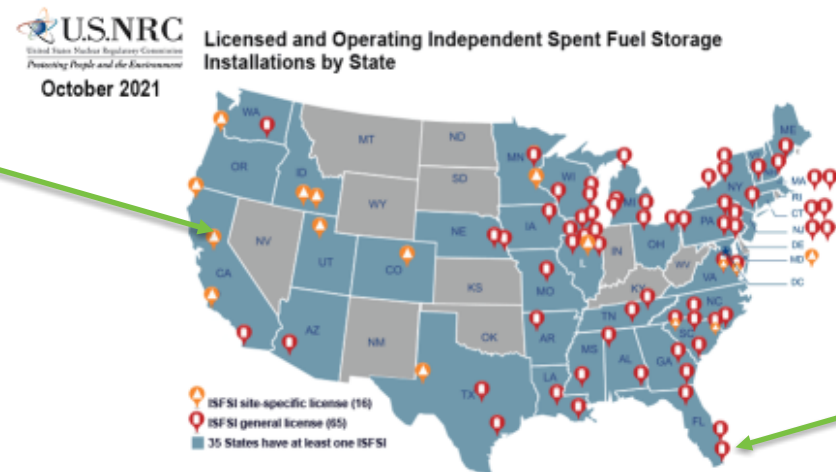 U.S.NRC
United States Nuclear Regulatory Commission
Protecting People and the Environment
October 2021
Licensed and Operating Independent Spent Fuel Storage
Installations by State
WA
MT
ND
MN
ME
OR
ID
SD
WI
MI
NY
MA
RI
CT
NJ
DE
MD
DC
WY
NE
IA
IN
OH
PA
NV
UT
CO
CA
KS
MO
KY
WV
VA
AZ
NM
OK
AR
TN
NC
SC
MS
AL
GA
TX
LA
FL
ISFSI site-specific license (16)
ISFSI general license (65)
35 States have at least one ISFSI